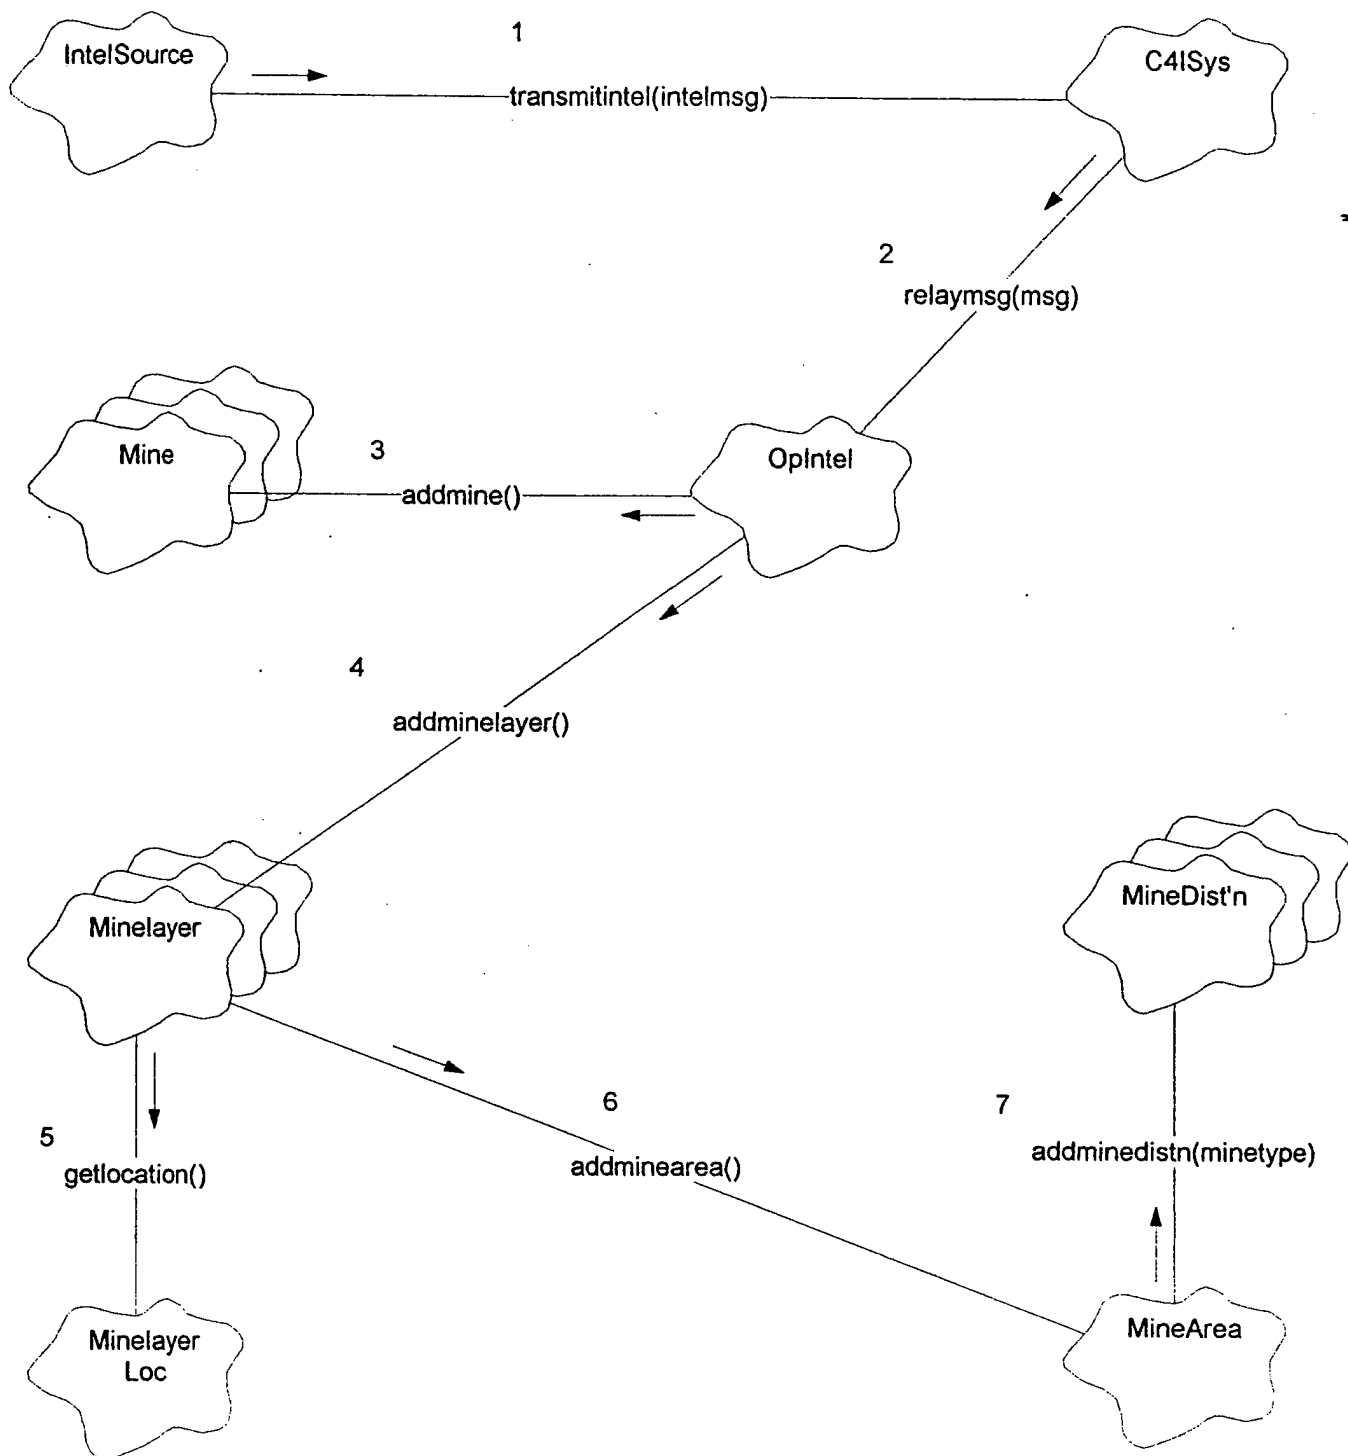 1
IntelSource
C4ISys
transmitintel(intelmsg)
2
relaymsg(msg)
Mine
3
OpIntel
addmine()
4
addminelayer()
Minelayer
MineDist'n
6
7
5
getlocation()
addminearea()
addminedistn(minetype)
Minelayer
Loc
MineArea